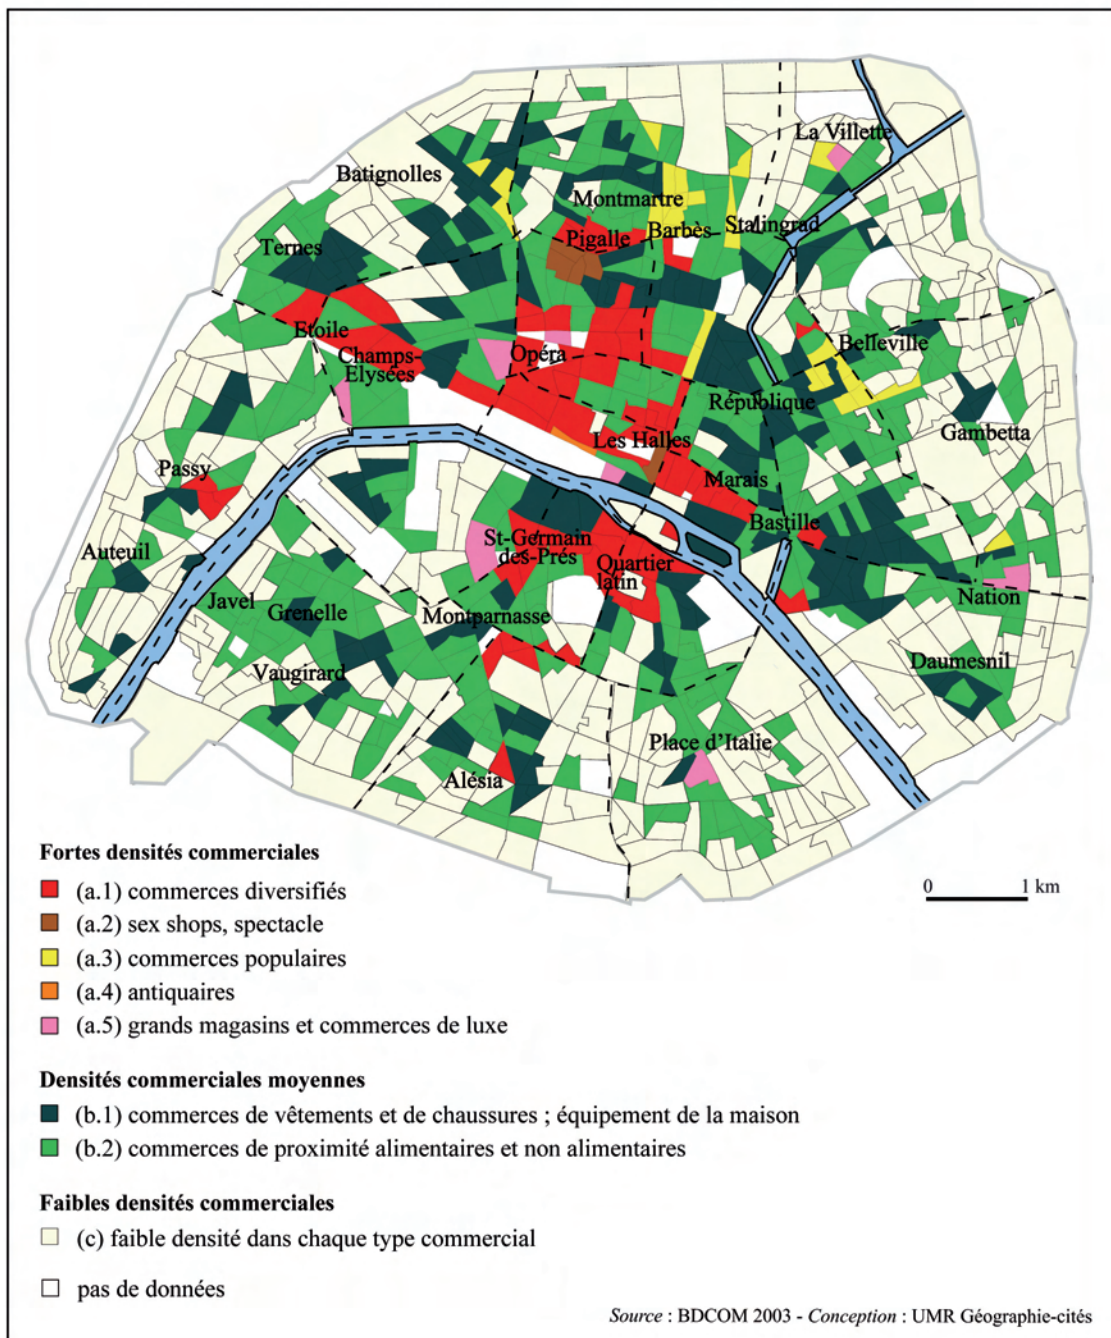 La Villette
Batignolles
Montmartre
Stalingrad
Barbès
Pigalle
Ternes
Etoile
Champs-
Elysées
Opéra
Belleville
République
Gambetta
Les Halles
Marais
Passy
Bastille
St-Germain
des-Prés
Auteuil
Quartier
latin
Javel
Grenelle
Montparnasse
Nation
Vaugirard
Daumesnil
Place d'Italie
Alésia
Fortes densités commerciales
(a.1) commerces diversifiés
(a.2) sex shops, spectacle
(a.3) commerces populaires
(a.4) antiquaires
(a.5) grands magasins et commerces de luxe
0 1 km
Densités commerciales moyennes
(b.1) commerces de vêtements et de chaussures ; équipement de la maison
(b.2) commerces de proximité alimentaires et non alimentaires
Faibles densités commerciales
(c) faible densité dans chaque type commercial
pas de données
Source : BDCOM 2003 - Conception : UMR Géographie-cités